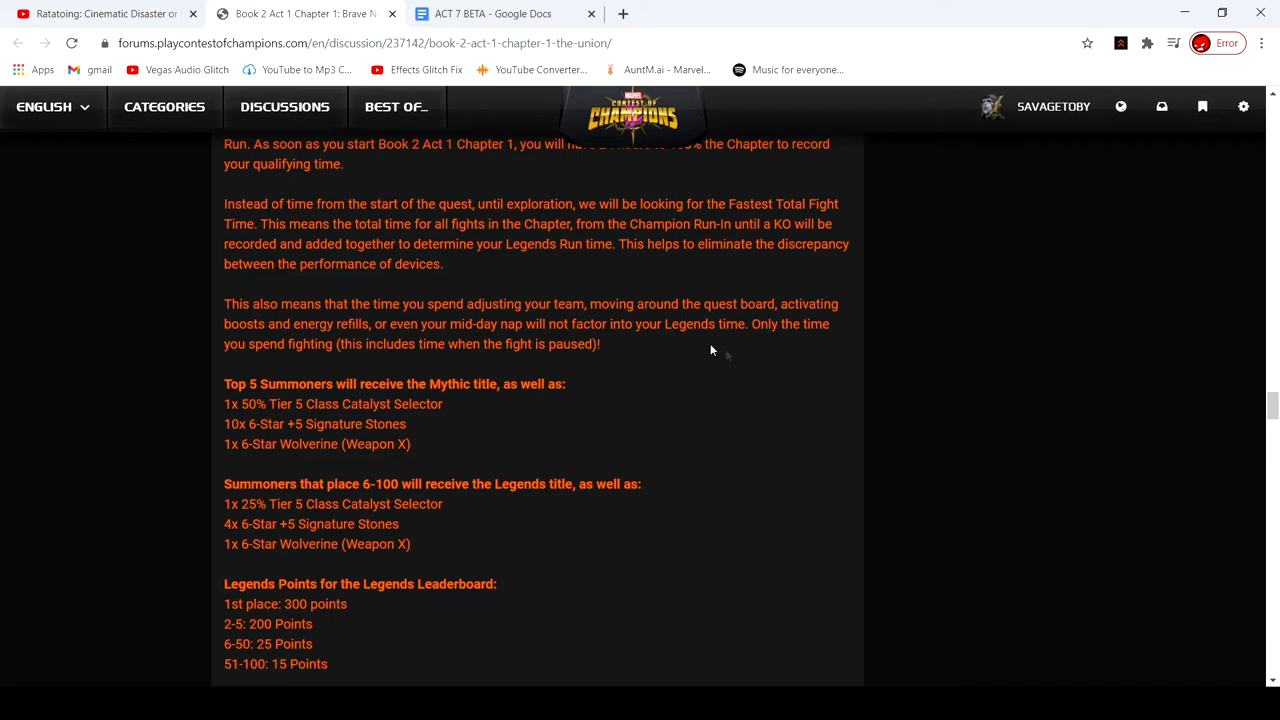 Ratatoing: Cinematic Disaster or
Book 2 Act 1 Chapter 1: Brave N
ACT 7 BETA - Google Docs
forums.playcontestofchampions.com/en/discussion/237142/book-2-act-1-chapter-1-the-union/
Error
Apps
gmail
Vegas Audio Glitch
YouTube to Mp3 C...
Effects Glitch Fix
YouTube Converter...
AuntM.ai - Marvel...
Music for everyone...
ENGLISH
CATEGORIES
DISCUSSIONS
BEST OF...
MARVEL
CONTEST OF
CHAMPIONS
SAVAGETOBY
Run. As soon as you start Book 2 Act 1 Chapter 1, you will the Chapter to record
your qualifying time.
Instead of time from the start of the quest, until exploration, we will be looking for the Fastest Total Fight
Time. This means the total time for all fights in the Chapter, from the Champion Run-In until a KO will be
recorded and added together to determine your Legends Run time. This helps to eliminate the discrepancy
between the performance of devices.
This also means that the time you spend adjusting your team, moving around the quest board, activating
boosts and energy refills, or even your mid-day nap will not factor into your Legends time. Only the time
you spend fighting (this includes time when the fight is paused)!
Top 5 Summoners will receive the Mythic title, as well as:
1x 50% Tier 5 Class Catalyst Selector
10x 6-Star +5 Signature Stones
1x 6-Star Wolverine (Weapon X)
Summoners that place 6-100 will receive the Legends title, as well as:
1x 25% Tier 5 Class Catalyst Selector
4x 6-Star +5 Signature Stones
1x 6-Star Wolverine (Weapon X)
Legends Points for the Legends Leaderboard:
1st place: 300 points
2-5: 200 Points
6-50: 25 Points
51-100: 15 Points